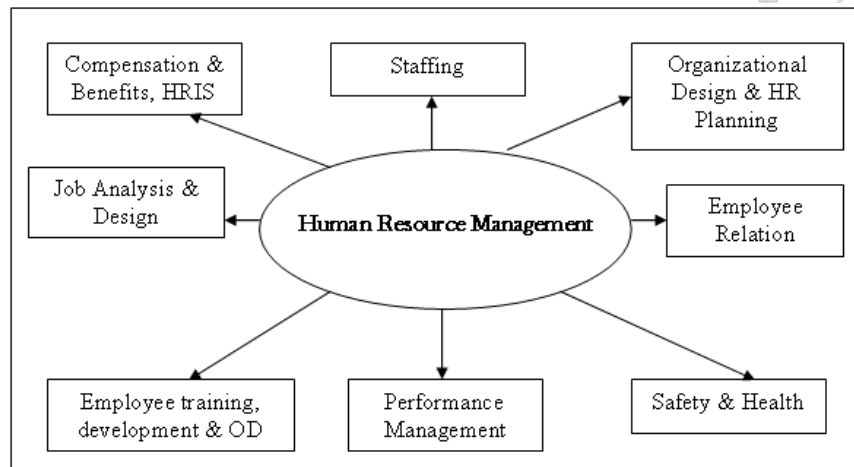 Compensation &
Benefits, HRIS
Staffing
Organizational
Design & HR
Planning
Job Analysis &
Design
Human Resource Management
Employee
Relation
Employee training,
development & OD
Performance
Management
Safety & Health